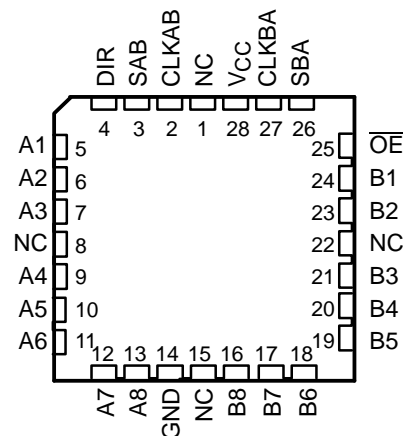 DIR SAB CLKAB NC VCC CLKBA SBA
4 3 2 1 28 27 26
A1 5 25 OE
A2 6 24 B1
A3 7 23 B2
NC 8 22 NC
A4 9 21 B3
A5 10 20 B4
A6 11 19 B5
12 13 14 15 16 17 18
A7 A8 GND NC B8 B7 B6